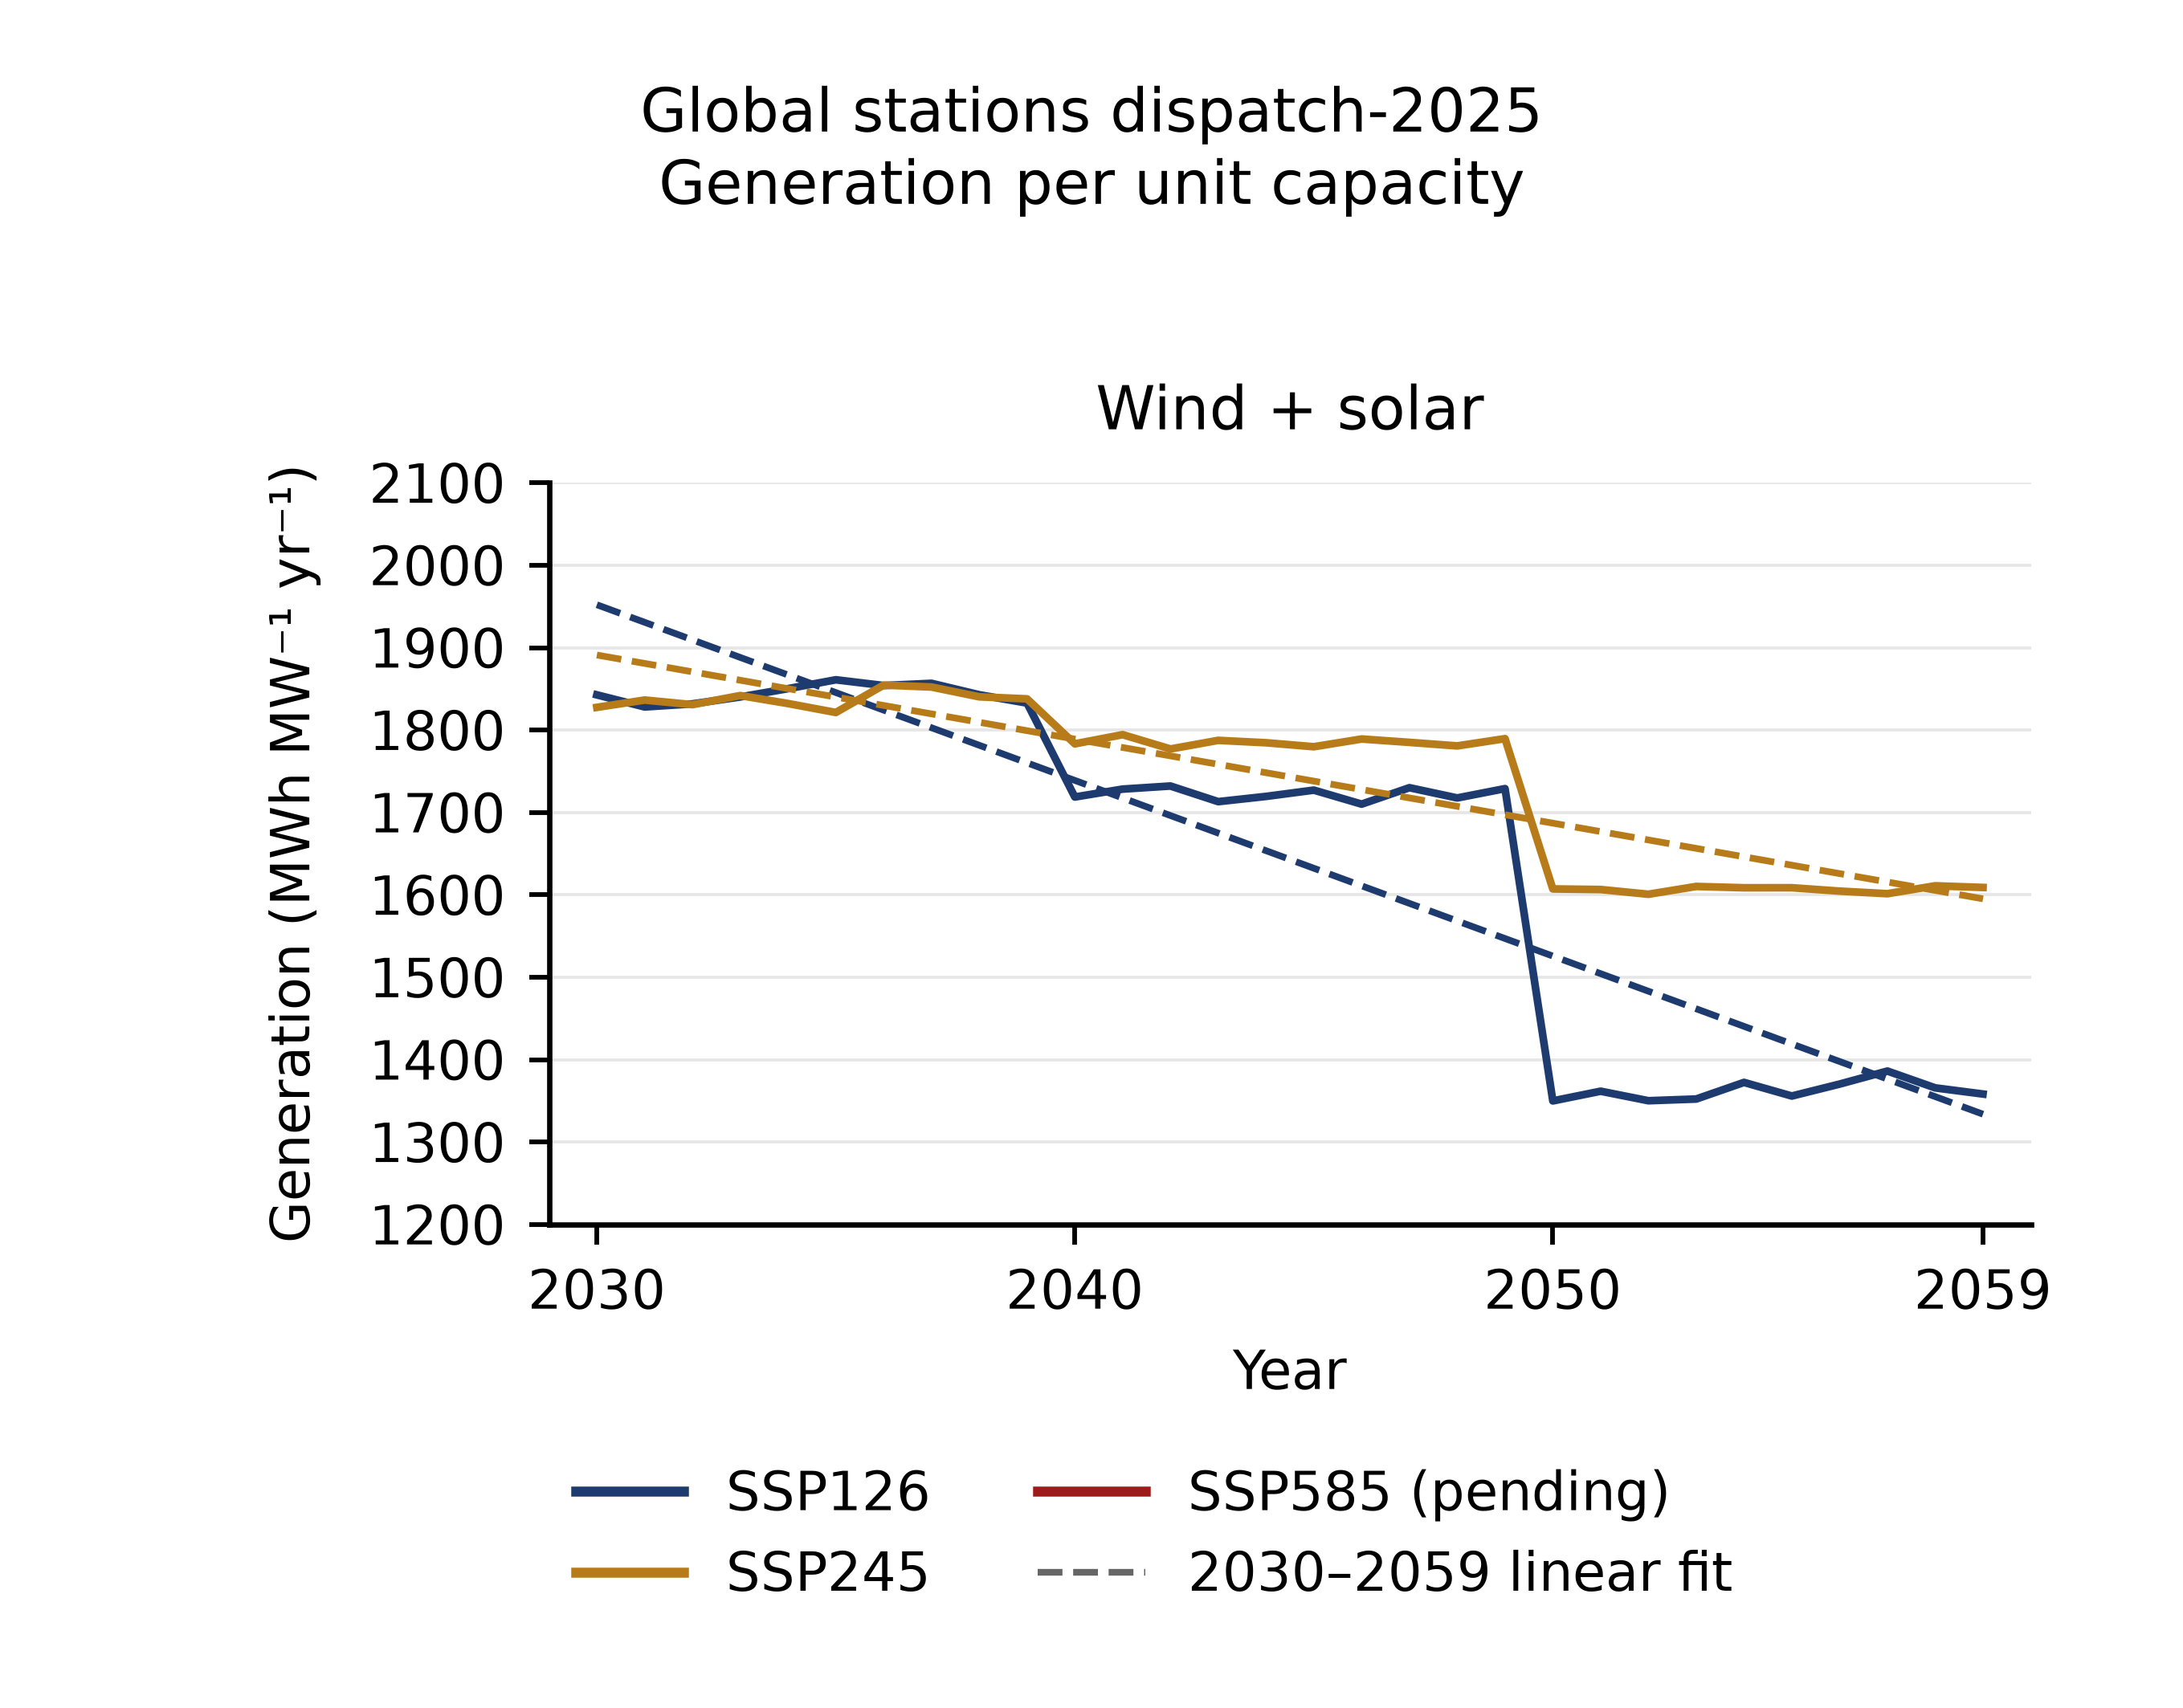 Global stations dispatch-2025
Generation per unit capacity
Wind + solar
Generation (MWh MW⁻¹ yr⁻¹)
2100
2000
1900
1800
1700
1600
1500
1400
1300
1200
2030 2040 2050 2059
Year
SSP126 SSP585 (pending)
SSP245 2030–2059 linear fit